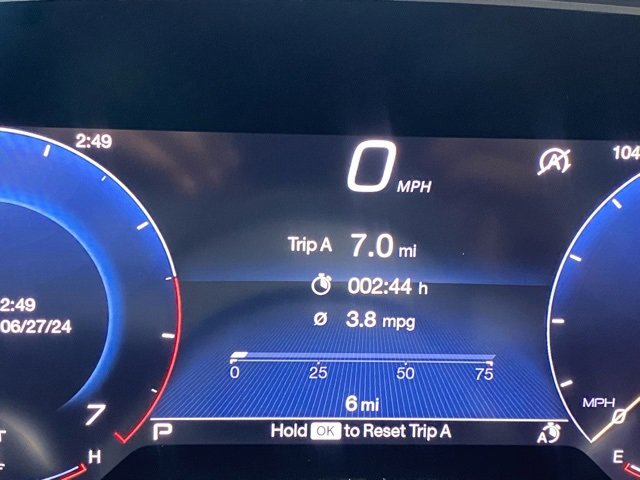 2:49
104
0 MPH
Trip A 7.0 mi
002:44 h
2:49
ø 3.8 mpg
06/27/24
0 25 50 75
6 mi
MPH
7
0
P Hold OK to Reset Trip A A
H
E